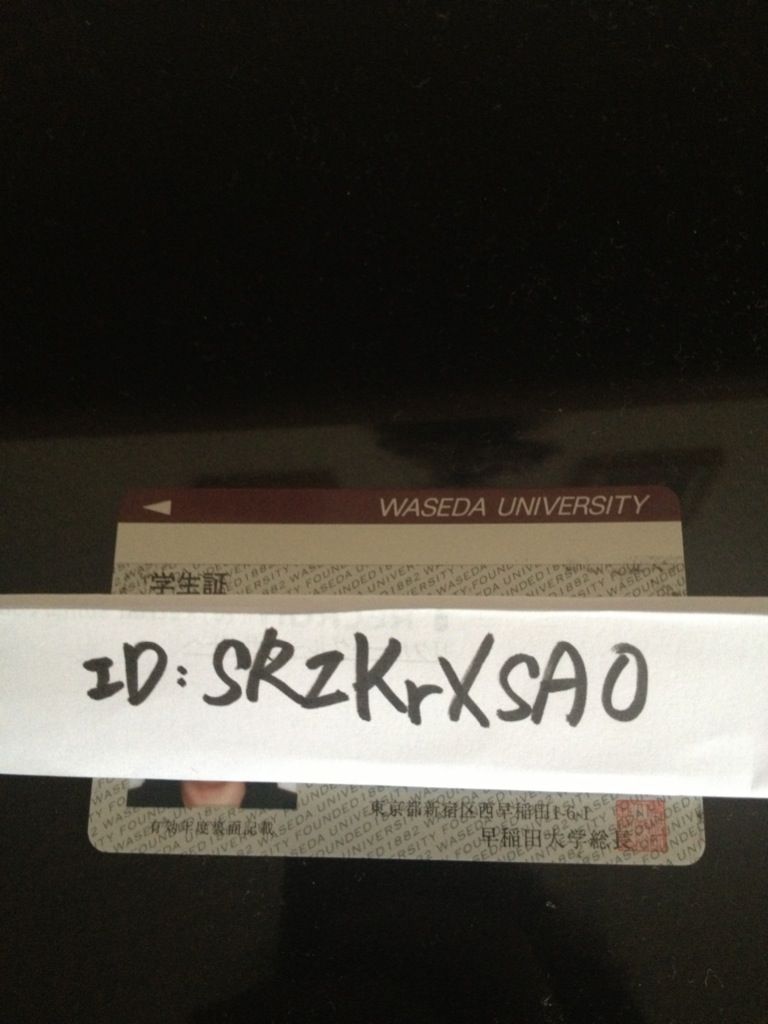 WASEDA UNIVERSITY
学生証
ID: SRZKrXSAO
東京都新宿区西早稲田1-6-1
有効年度裏面記載
早稲田大学総長